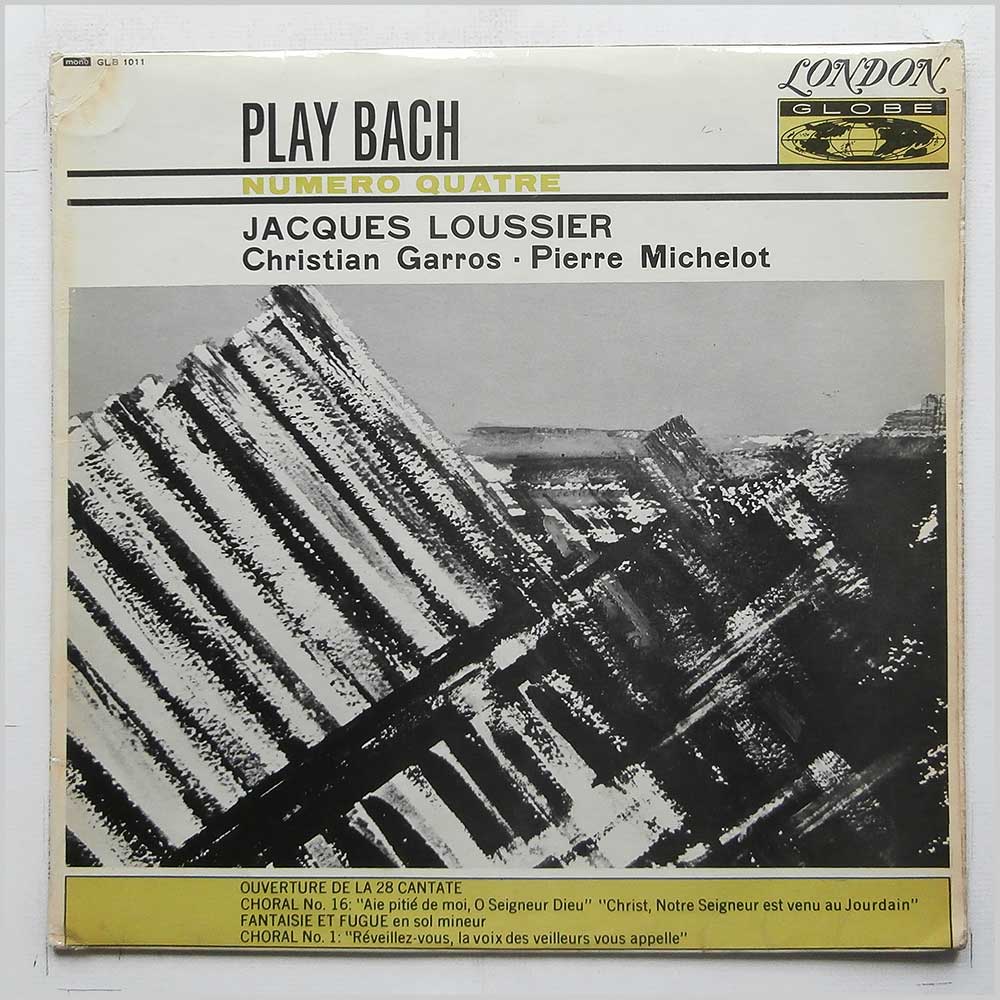 mono GLB 1011
LONDON
GLOBE
PLAY BACH
NUMERO QUATRE
JACQUES LOUSSIER
Christian Garros · Pierre Michelot
OUVERTURE DE LA 28 CANTATE
CHORAL No. 16: "Aie pitié de moi, O Seigneur Dieu" "Christ, Notre Seigneur est venu au Jourdain"
FANTAISIE ET FUGUE en sol mineur
CHORAL No. 1: "Réveillez-vous, la voix des veilleurs vous appelle"